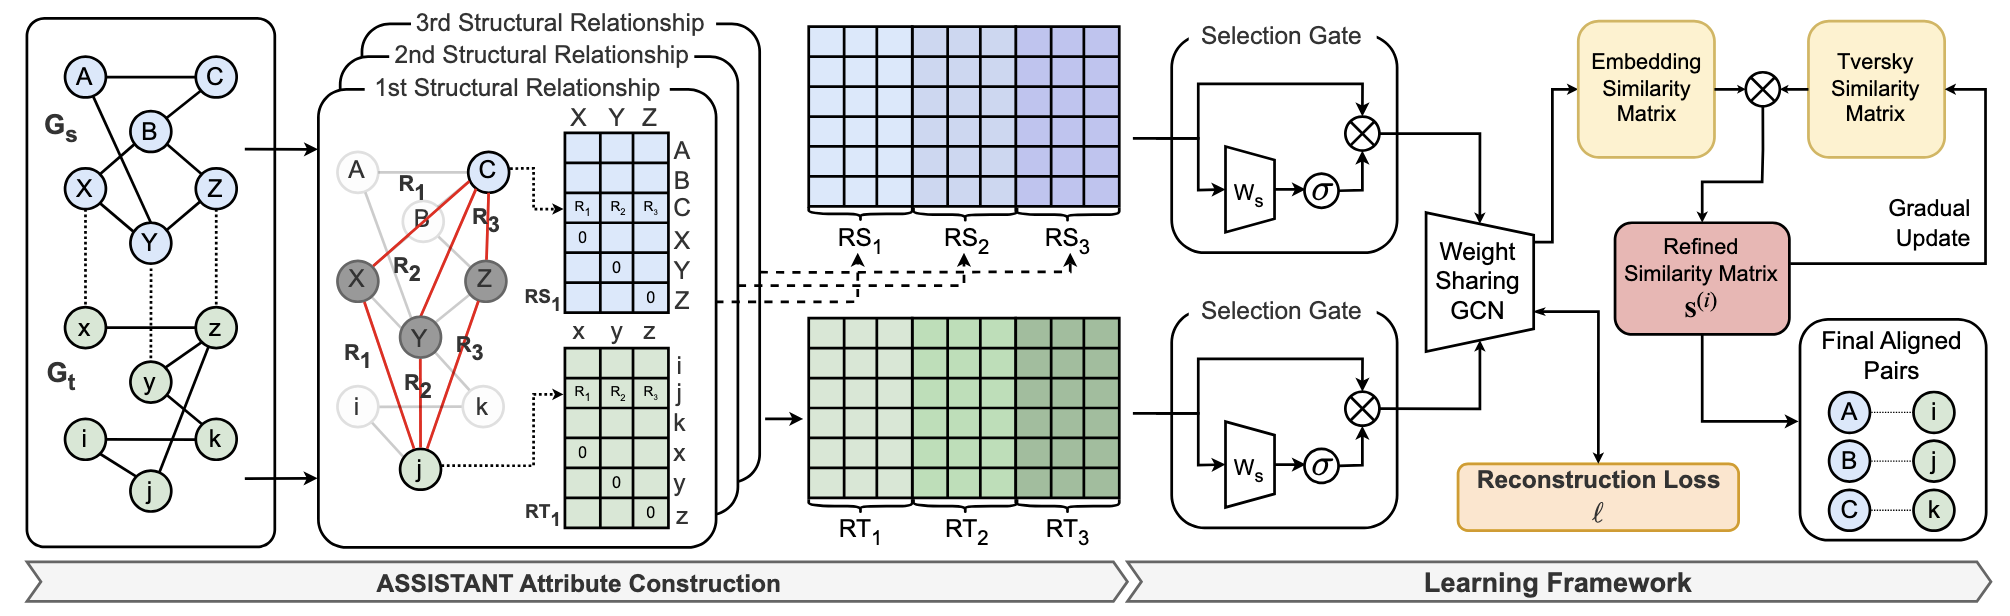 A
C
G_s
B
X
Z
Y
x
z
G_t
y
i
k
j
3rd Structural Relationship
2nd Structural Relationship
1st Structural Relationship
A
C
B
R_1
R_3
X
R_2
Z
Y
R_1
R_3
R_2
i
k
j
X Y Z
A
B
R_1 R_2 R_3 C
0 X
0 Y
RS_1 0 Z
x y z
i
R_1 R_2 R_3 j
k
0 x
0 y
RT_1 0 z
RS_1 RS_2 RS_3
RT_1 RT_2 RT_3
Selection Gate
W_s σ
Selection Gate
W_s σ
Weight
Sharing
GCN
Embedding
Similarity
Matrix
Tversky
Similarity
Matrix
Gradual
Update
Refined
Similarity Matrix
S^(i)
Reconstruction Loss
ℓ
Final Aligned
Pairs
A i
B j
C k
ASSISTANT Attribute Construction
Learning Framework